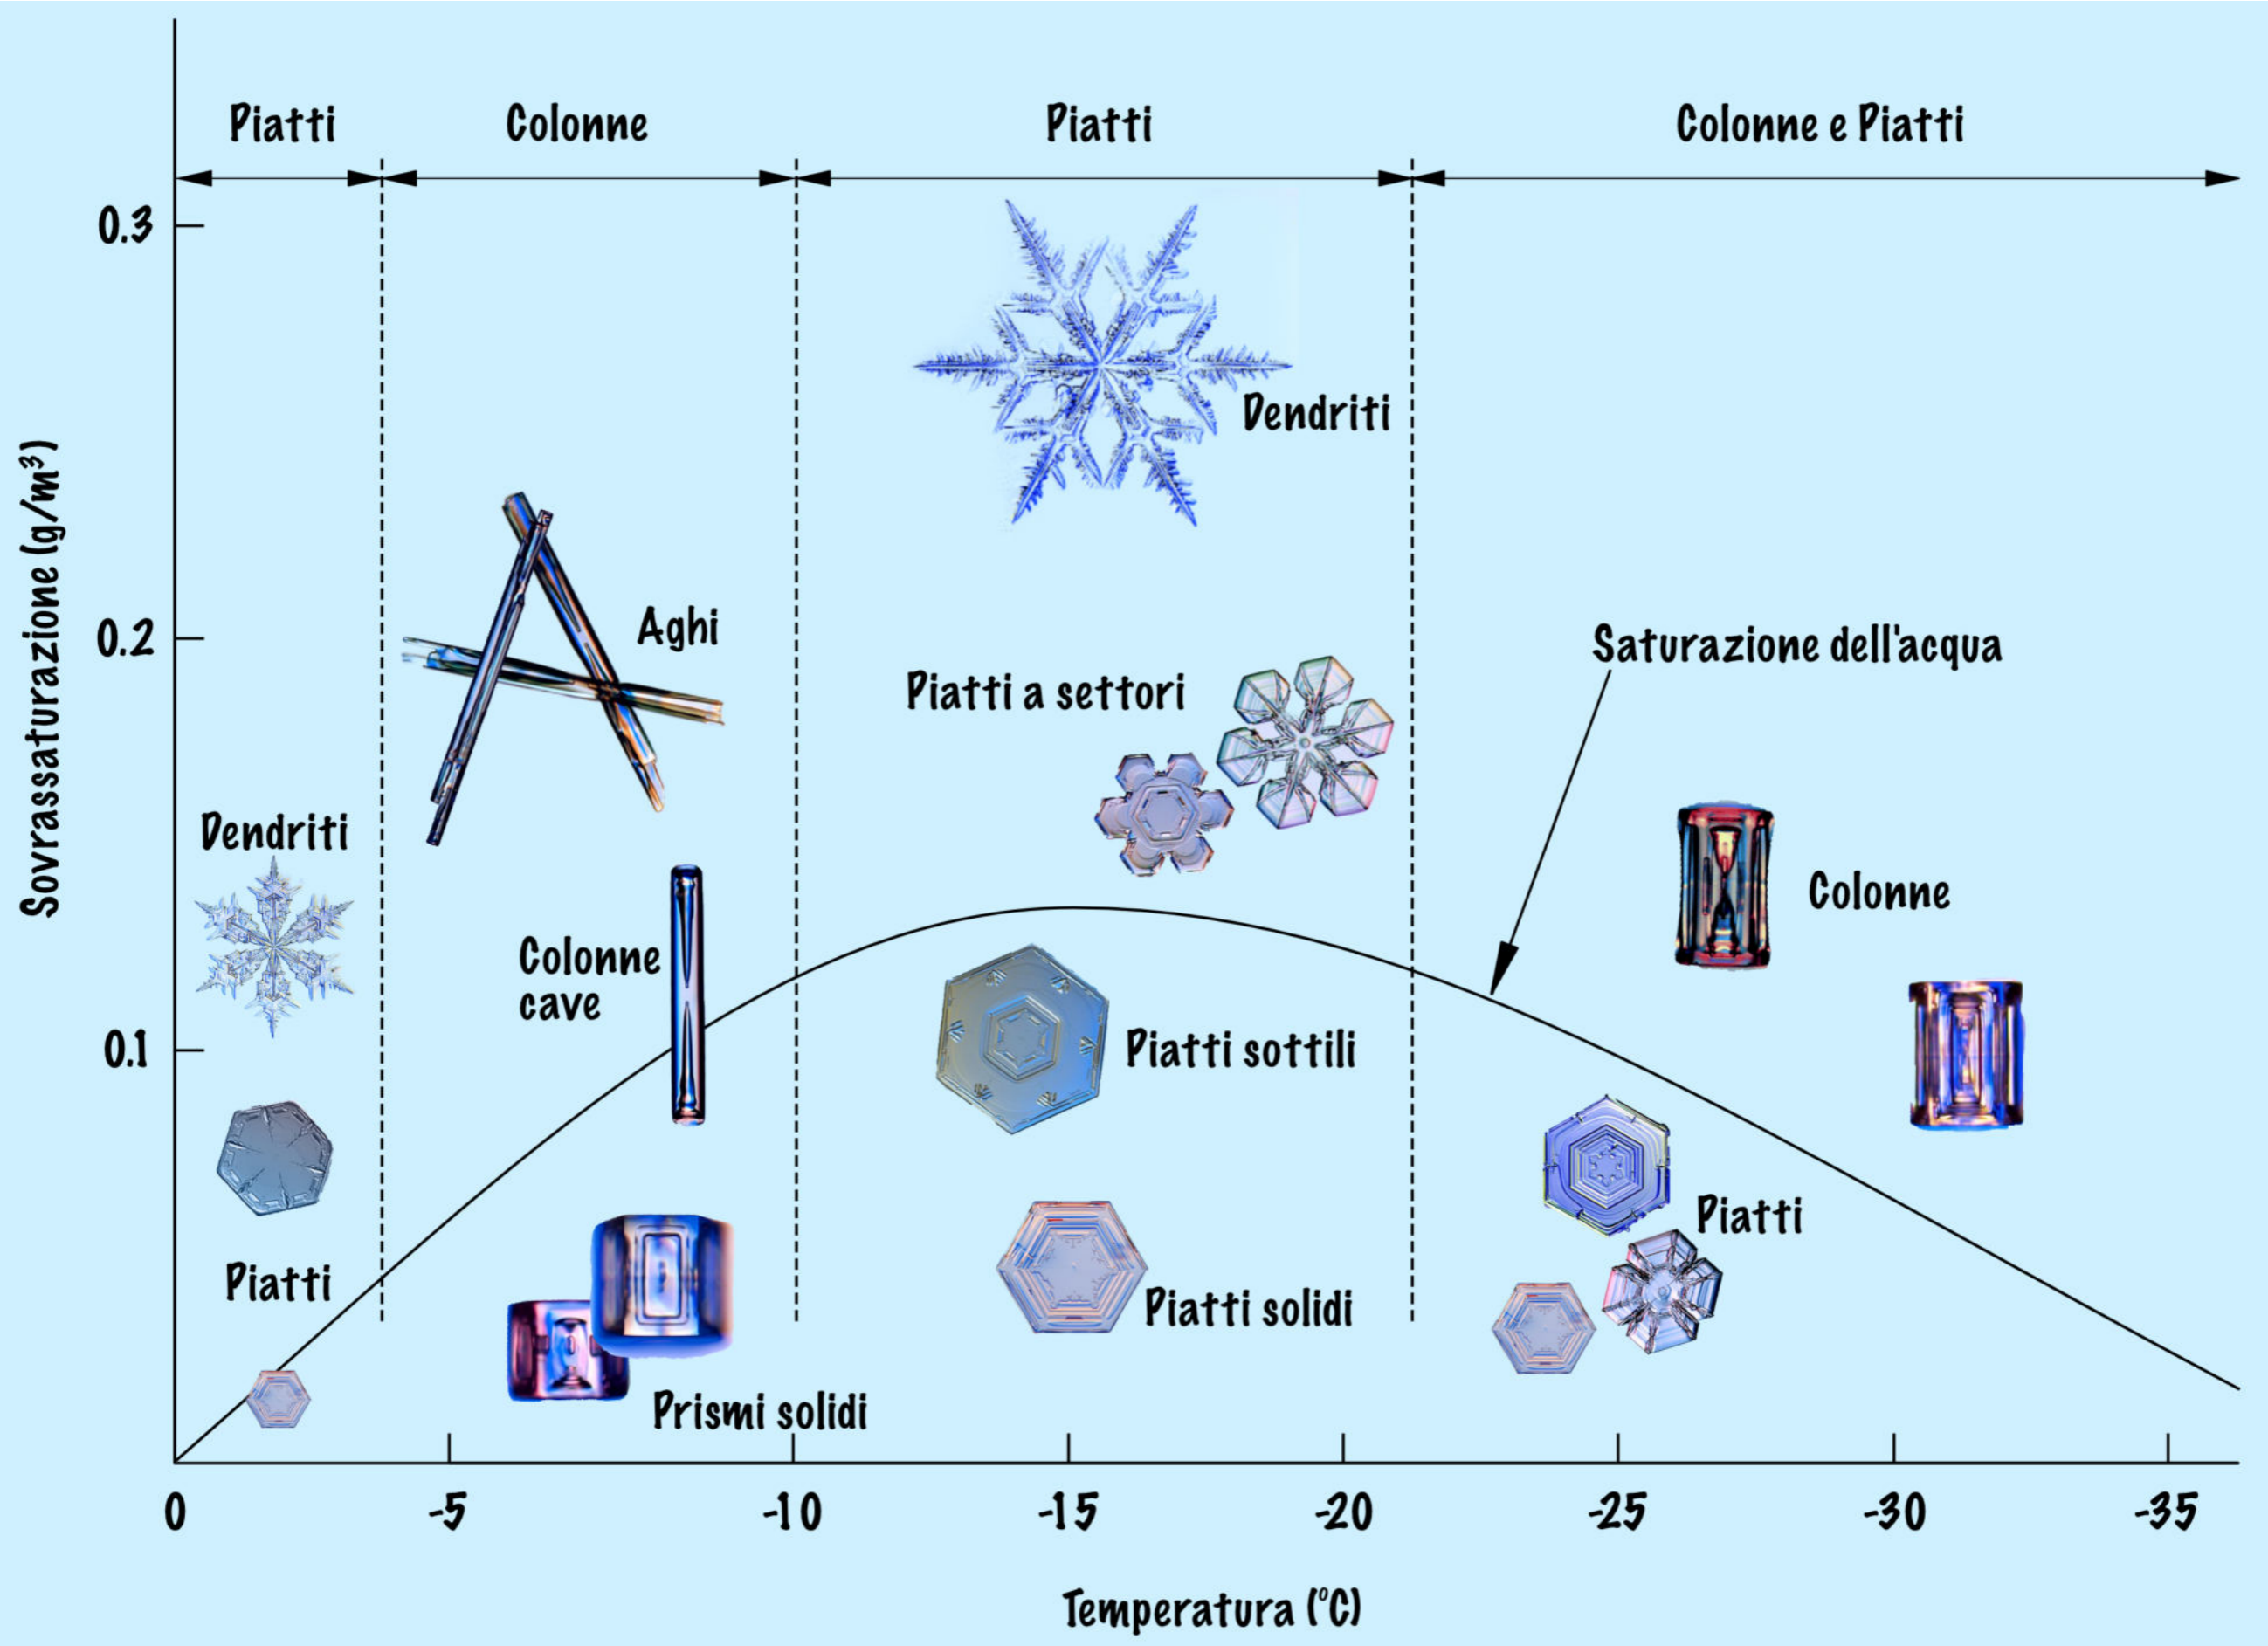 Piatti
Colonne
Piatti
Colonne e Piatti
0.3
Dendriti
Sovrassaturazione (g/m³)
0.2
Aghi
Saturazione dell'acqua
Piatti a settori
Dendriti
Colonne
Colonne
cave
0.1
Piatti sottili
Piatti
Piatti
Piatti solidi
Prismi solidi
0
-5
-10
-15
-20
-25
-30
-35
Temperatura (°C)